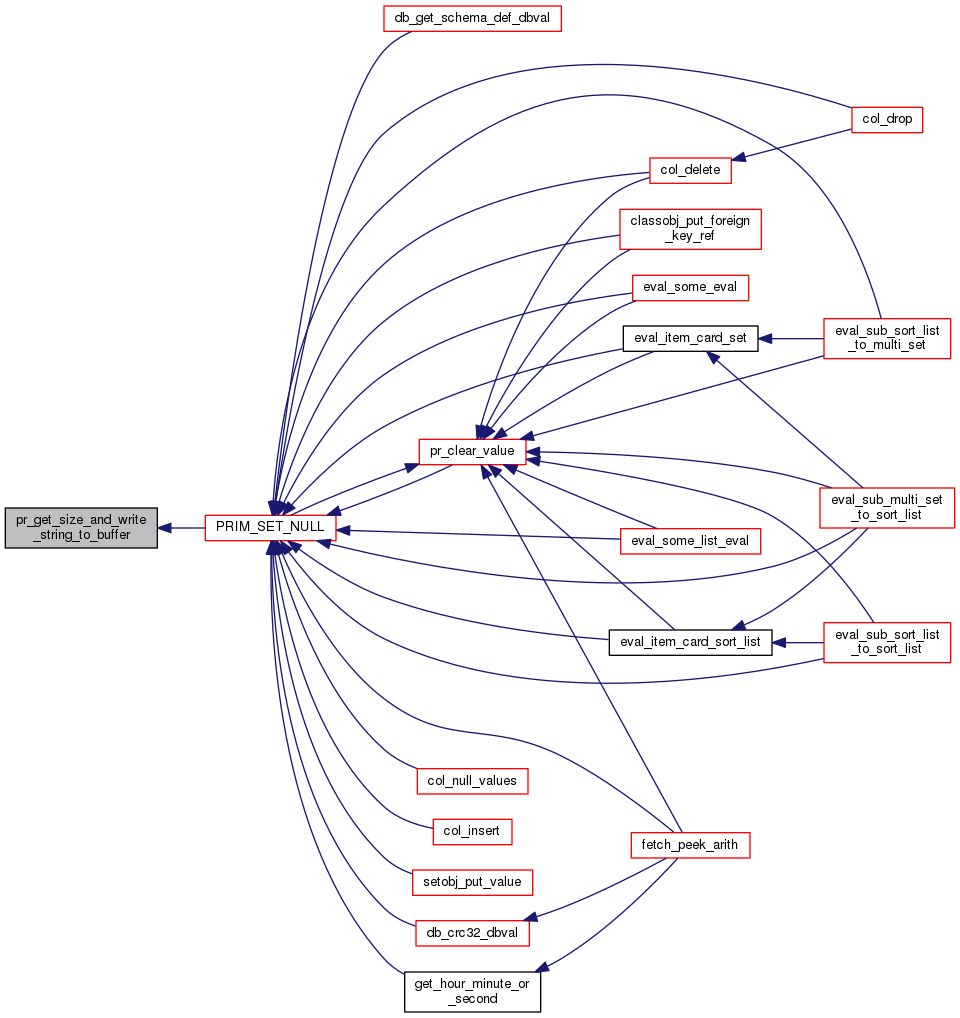 db_get_schema_def_dbval
col_drop
col_delete
classobj_put_foreign
_key_ref
eval_some_eval
eval_item_card_set
eval_sub_sort_list
_to_multi_set
pr_clear_value
eval_sub_multi_set
_to_sort_list
pr_get_size_and_write
_string_to_buffer
PRIM_SET_NULL
eval_some_list_eval
eval_item_card_sort_list
eval_sub_sort_list
_to_sort_list
col_null_values
col_insert
fetch_peek_arith
setobj_put_value
db_crc32_dbval
get_hour_minute_or
_second